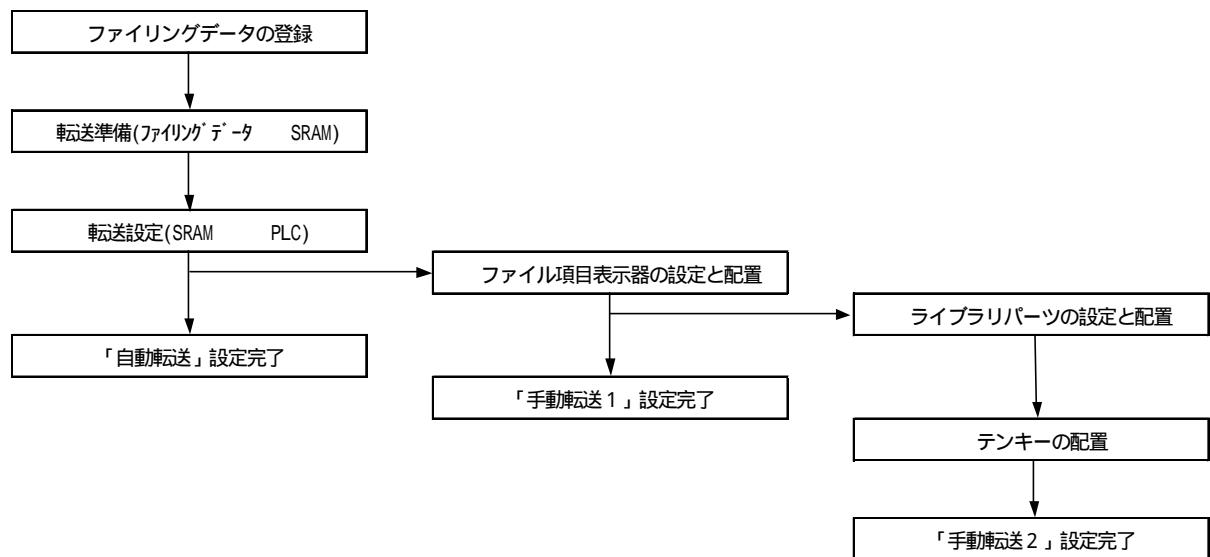 ファイリングデータの登録
転送準備(ﾌｧｲﾘﾝｸﾞﾃﾞｰﾀ SRAM)
転送設定(SRAM PLC)
ファイル項目表示器の設定と配置
ライブラリパーツの設定と配置
「自動転送」設定完了
「手動転送1」設定完了
テンキーの配置
「手動転送2」設定完了